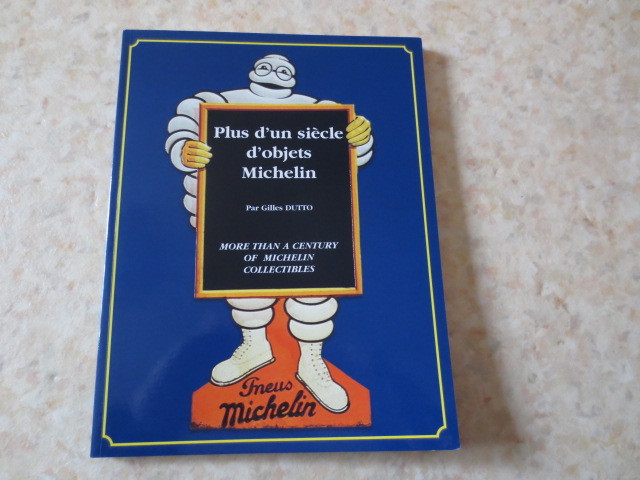 Plus d'un siècle
d'objets
Michelin
Par Gilles DUTTO
MORE THAN A CENTURY
OF MICHELIN
COLLECTIBLES
Pneus
Michelin